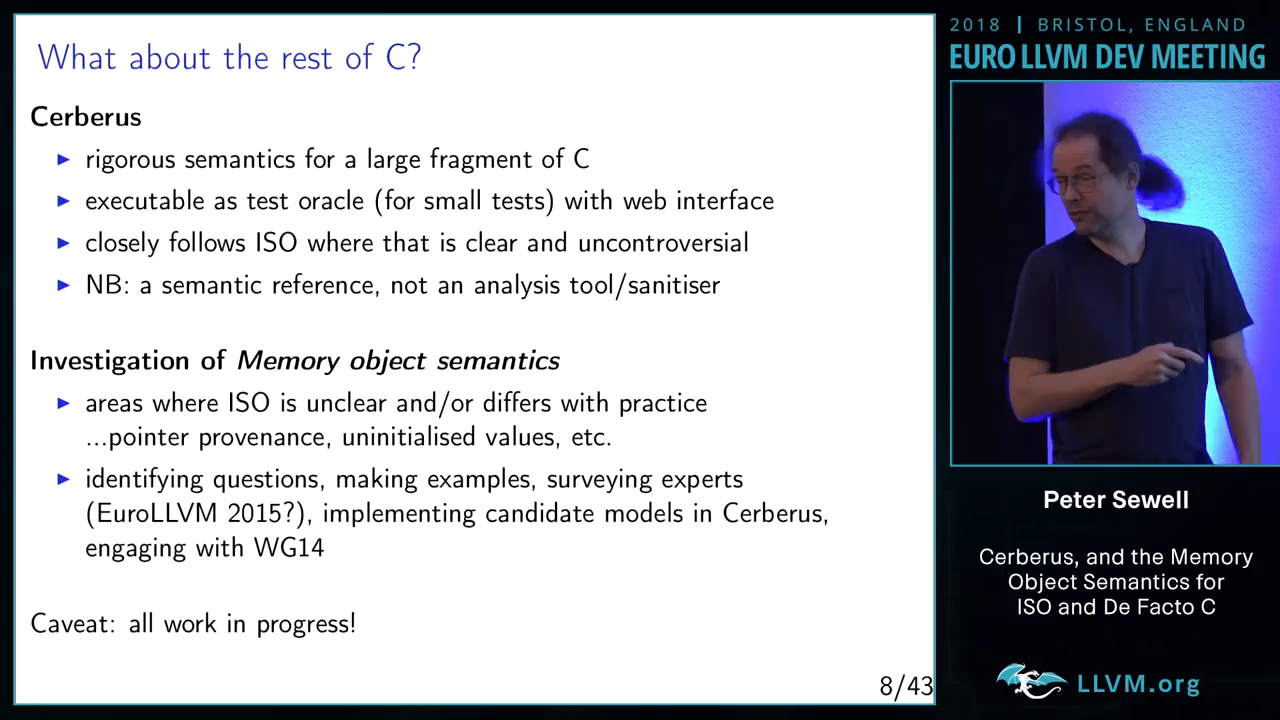 What about the rest of C?
Cerberus
▶ rigorous semantics for a large fragment of C
▶ executable as test oracle (for small tests) with web interface
▶ closely follows ISO where that is clear and uncontroversial
▶ NB: a semantic reference, not an analysis tool/sanitiser
Investigation of Memory object semantics
▶ areas where ISO is unclear and/or differs with practice
...pointer provenance, uninitialised values, etc.
▶ identifying questions, making examples, surveying experts
(EuroLLVM 2015?), implementing candidate models in Cerberus,
engaging with WG14
Caveat: all work in progress!
8/43
2018 | BRISTOL, ENGLAND
EURO LLVM DEV MEETING
Peter Sewell
Cerberus, and the Memory
Object Semantics for
ISO and De Facto C
LLVM.org